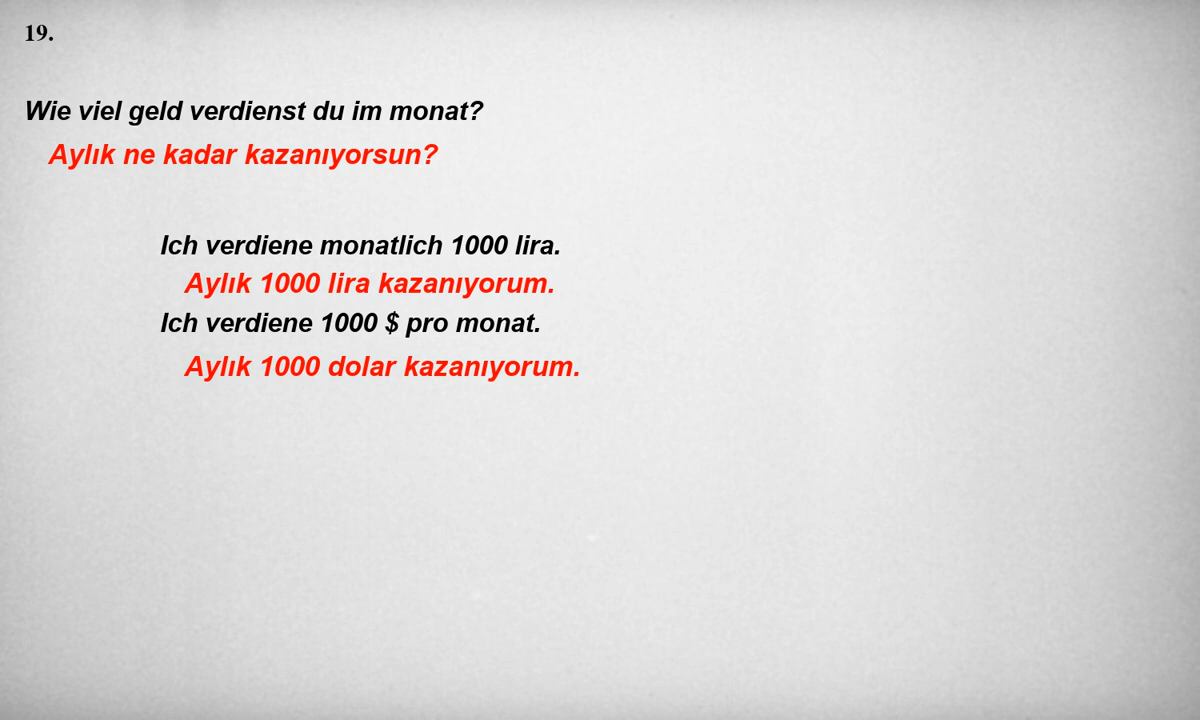 19.
Wie viel geld verdienst du im monat?
Aylık ne kadar kazanıyorsun?
Ich verdiene monatlich 1000 lira.
Aylık 1000 lira kazanıyorum.
Ich verdiene 1000 $ pro monat.
Aylık 1000 dolar kazanıyorum.